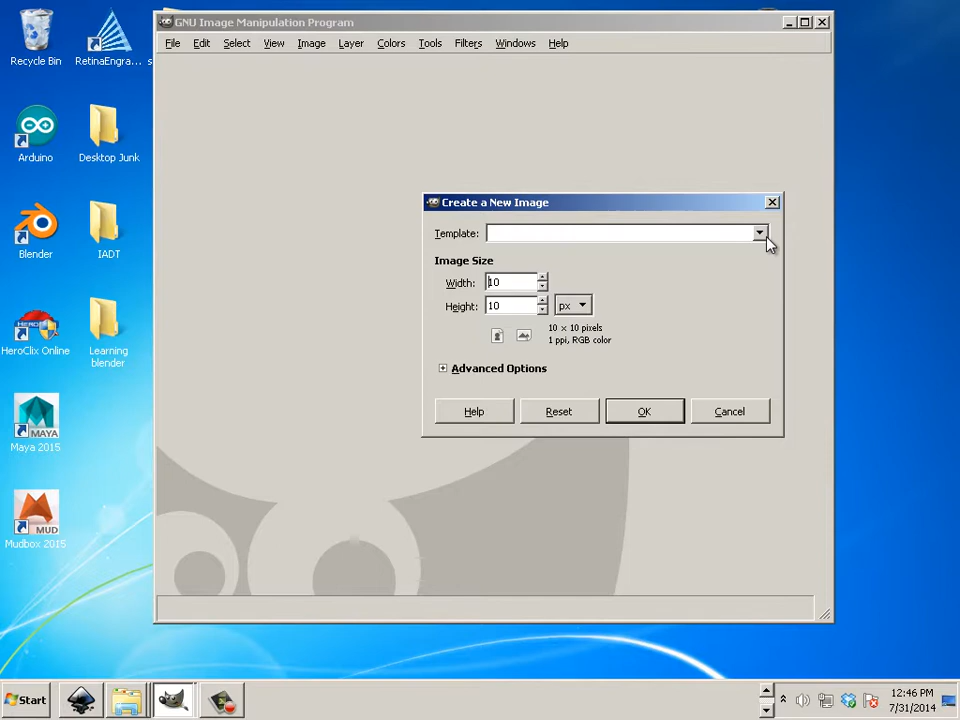 GNU Image Manipulation Program
File Edit Select View Image Layer Colors Tools Filters Windows Help
Recycle Bin
RetinaEngra...
s
Arduino
Desktop Junk
Blender
IADT
HeroClix Online
Learning
blender
MAYA
Maya 2015
MUD
Mudbox 2015
Create a New Image
Template:
Image Size
Width: 10
Height: 10 px
10 × 10 pixels
1 ppi, RGB color
Advanced Options
Help Reset OK Cancel
Start
12:46 PM
7/31/2014